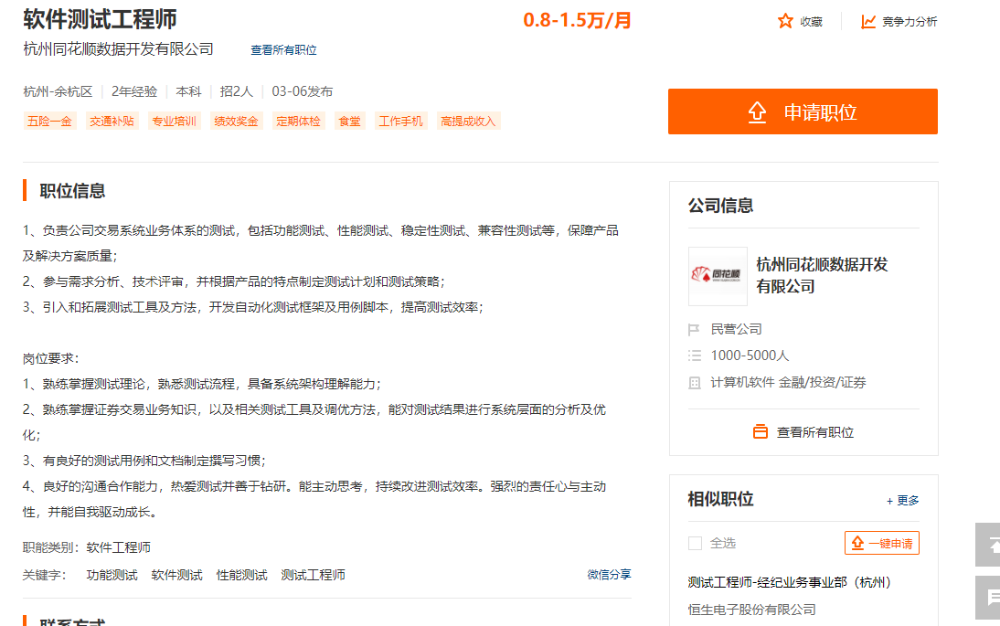 软件测试工程师
0.8-1.5万/月
收藏
竞争力分析
杭州同花顺数据开发有限公司
查看所有职位
杭州-余杭区 | 2年经验 | 本科 | 招2人 | 03-06发布
五险一金 交通补贴 专业培训 绩效奖金 定期体检 食堂 工作手机 高提成收入
申请职位
职位信息
1、负责公司交易系统业务体系的测试，包括功能测试、性能测试、稳定性测试、兼容性测试等，保障产品
及解决方案质量；
2、参与需求分析、技术评审，并根据产品的特点制定测试计划和测试策略；
3、引入和拓展测试工具及方法，开发自动化测试框架及用例脚本，提高测试效率；
岗位要求：
1、熟练掌握测试理论，熟悉测试流程，具备系统架构理解能力；
2、熟练掌握证券交易业务知识，以及相关测试工具及调优方法，能对测试结果进行系统层面的分析及优
化；
3、有良好的测试用例和文档制定撰写习惯；
4、良好的沟通合作能力，热爱测试并善于钻研。能主动思考，持续改进测试效率。强烈的责任心与主动
性，并能自我驱动成长。
职能类别：软件工程师
关键字： 功能测试 软件测试 性能测试 测试工程师
微信分享
联系方式
公司信息
同花顺
杭州同花顺数据开发
有限公司
民营公司
1000-5000人
计算机软件 金融/投资/证券
查看所有职位
相似职位
+ 更多
全选
一键申请
测试工程师-经纪业务事业部（杭州）
恒生电子股份有限公司